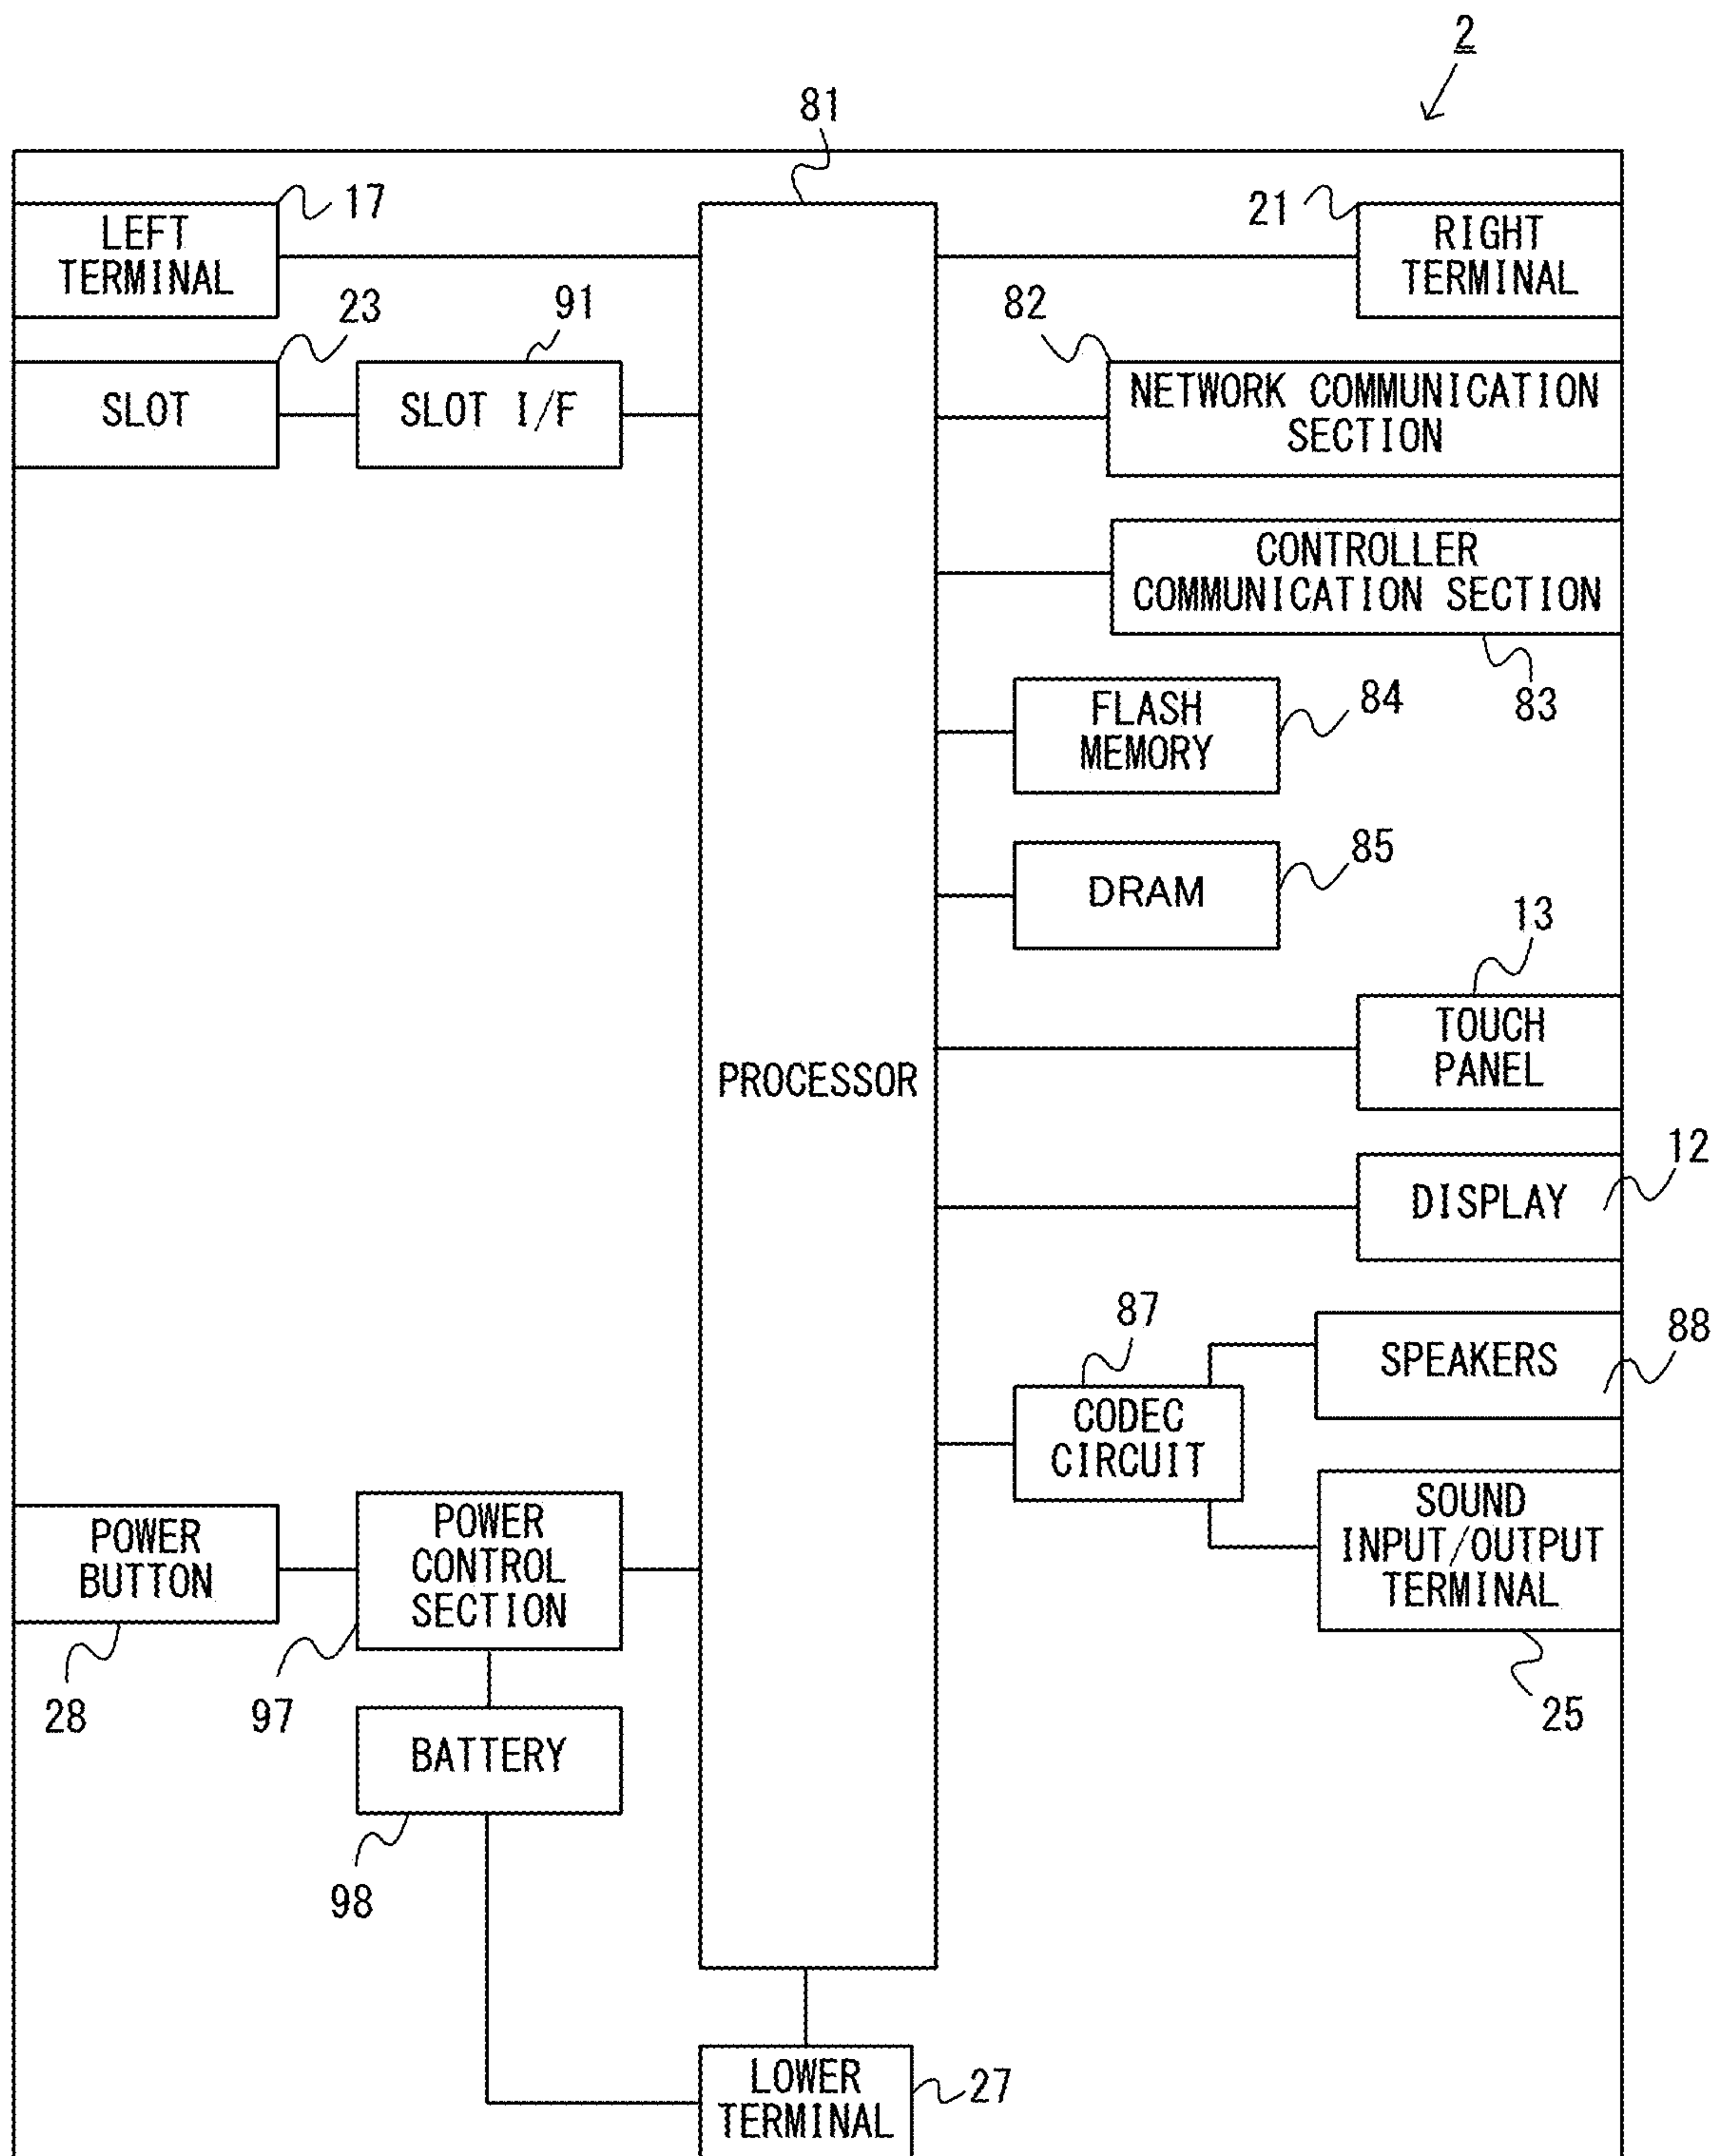 2
81
17
LEFT
TERMINAL
21
RIGHT
TERMINAL
23
91
SLOT
SLOT I/F
82
NETWORK COMMUNICATION
SECTION
CONTROLLER
COMMUNICATION SECTION
83
FLASH
MEMORY
84
DRAM
85
13
TOUCH
PANEL
PROCESSOR
12
DISPLAY
87
CODEC
CIRCUIT
88
SPEAKERS
SOUND
INPUT/OUTPUT
TERMINAL
25
POWER
BUTTON
28
POWER
CONTROL
SECTION
97
BATTERY
98
LOWER
TERMINAL
27